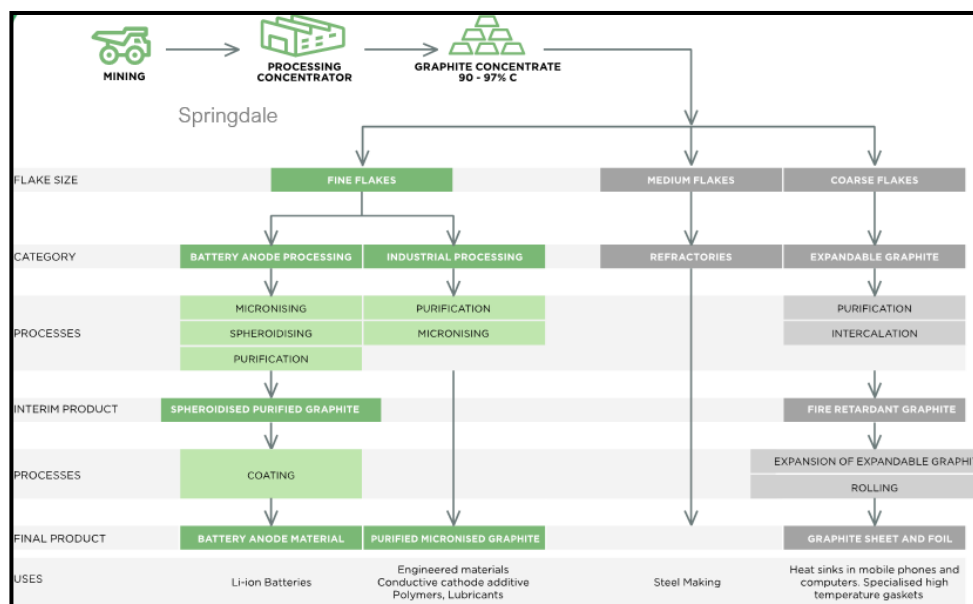 MINING
PROCESSING
CONCENTRATOR
GRAPHITE CONCENTRATE
90 - 97% C
Springdale
FLAKE SIZE
FINE FLAKES
MEDIUM FLAKES
COARSE FLAKES
CATEGORY
BATTERY ANODE PROCESSING
INDUSTRIAL PROCESSING
REFRACTORIES
EXPANDABLE GRAPHITE
PROCESSES
MICRONISING
SPHEROIDISING
PURIFICATION
PURIFICATION
MICRONISING
PURIFICATION
INTERCALATION
INTERIM PRODUCT
SPHEROIDISED PURIFIED GRAPHITE
FIRE RETARDANT GRAPHITE
PROCESSES
COATING
EXPANSION OF EXPANDABLE GRAPHI
ROLLING
FINAL PRODUCT
BATTERY ANODE MATERIAL
PURIFIED MICRONISED GRAPHITE
GRAPHITE SHEET AND FOIL
USES
Li-ion Batteries
Engineered materials
Conductive cathode additive
Polymers, Lubricants
Steel Making
Heat sinks in mobile phones and
computers. Specialised high
temperature gaskets